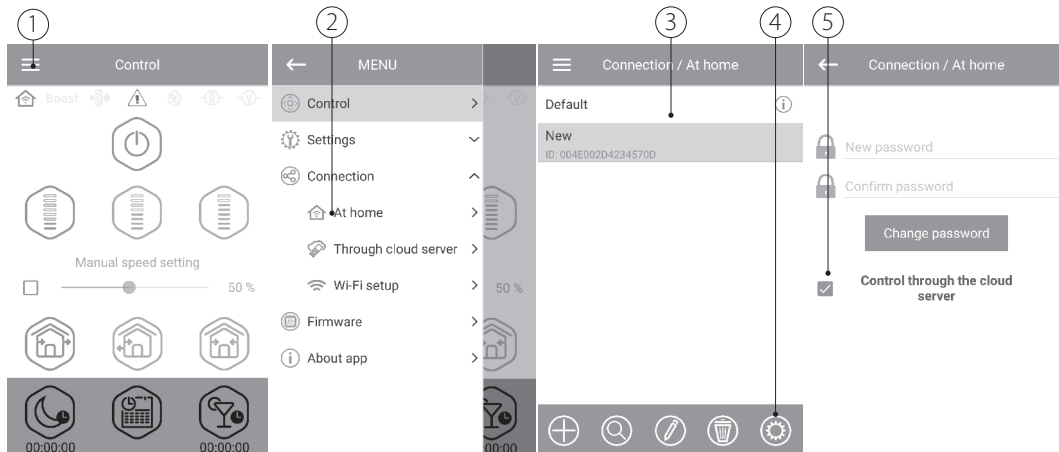 1
2
3
4
5
Control
Boost
Manual speed setting
50 %
00:00:00
00:00:00
MENU
Control
Settings
Connection
At home
Through cloud server
Wi-Fi setup
Firmware
About app
50 %
00:00
Connection / At home
Default
New
ID: 004E002D4234570D
Connection / At home
New password
Confirm password
Change password
Control through the cloud
server